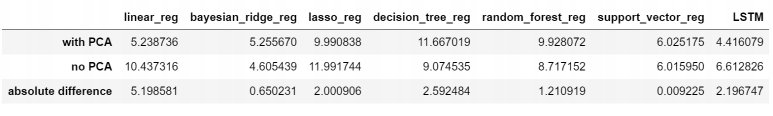 linear_reg bayesian_ridge_reg lasso_reg decision_tree_reg random_forest_reg support_vector_reg LSTM
with PCA 5.238736 5.255670 9.990838 11.667019 9.928072 6.025175 4.416079
no PCA 10.437316 4.605439 11.991744 9.074535 8.717152 6.015950 6.612826
absolute difference 5.198581 0.650231 2.000906 2.592484 1.210919 0.009225 2.196747